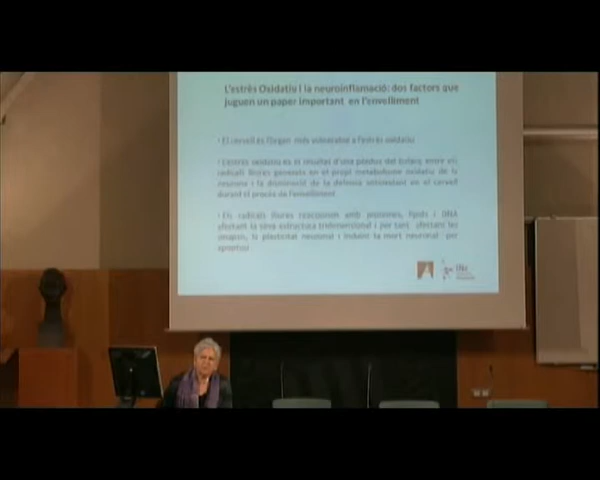 L'estrès Oxidatiu i la neuroinflamació: dos factors que
juguen un paper important en l'envelliment
· El cervell és l'òrgan més vulnerable a l'estrès oxidatiu
· L'estrès oxidatiu és el resultat d'una pèrdua del balanç entre els
radicals lliures generats en el propi metabolisme oxidatiu de la
neurona i la disminució de la defensa antioxidant en el cervell
durant el procés de l'envelliment
· Els radicals lliures reaccionen amb proteïnes, lípids i DNA
afectant la seva estructura tridimensional i per tant afectant les
sinapsis, la plasticitat neuronal i induint la mort neuronal per
apoptosi